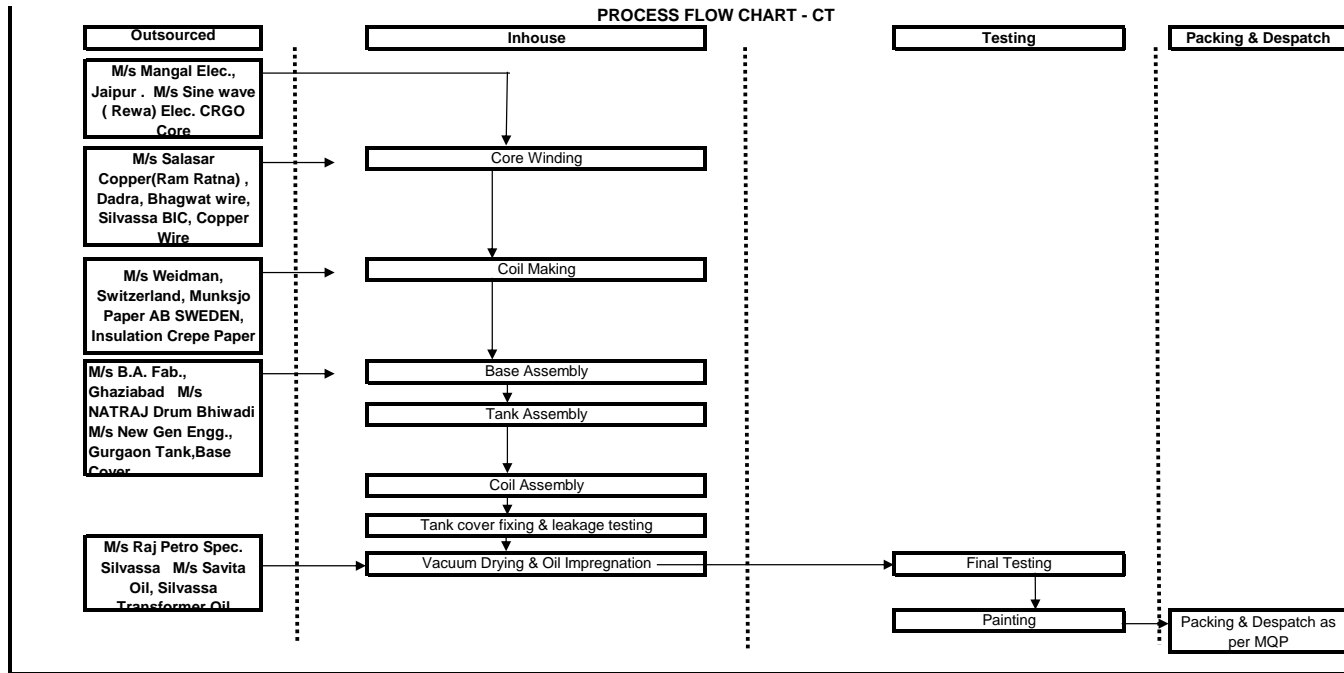 PROCESS FLOW CHART - CT
Outsourced
Inhouse
Testing
Packing & Despatch
M/s Mangal Elec.,
Jaipur . M/s Sine wave
( Rewa) Elec. CRGO
Core
Core Winding
M/s Salasar
Copper(Ram Ratna) ,
Dadra, Bhagwat wire,
Silvassa BIC, Copper
Wire
Coil Making
M/s Weidman,
Switzerland, Munksjo
Paper AB SWEDEN,
Insulation Crepe Paper
Base Assembly
M/s B.A. Fab.,
Ghaziabad M/s
NATRAJ Drum Bhiwadi
M/s New Gen Engg.,
Gurgaon Tank,Base
Cover
Tank Assembly
Coil Assembly
Tank cover fixing & leakage testing
M/s Raj Petro Spec.
Silvassa M/s Savita
Oil, Silvassa
Transformer Oil
Vacuum Drying & Oil Impregnation
Final Testing
Painting
Packing & Despatch as
per MQP